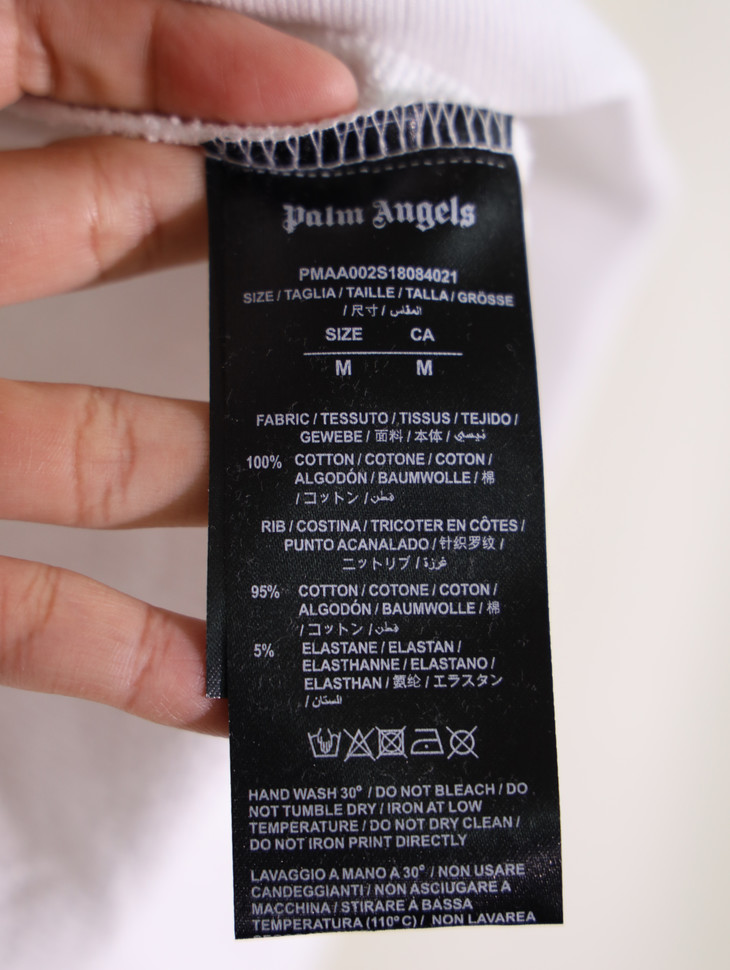 Palm Angels
PMAA002S18084021
SIZE / TAGLIA / TAILLE / TALLA / GRÖSSE
/ 尺寸 / المقاس
SIZE CA
M M
FABRIC / TESSUTO / TISSUS / TEJIDO /
GEWEBE / 面料 / 本体 /
100% COTTON / COTONE / COTON /
ALGODÓN / BAUMWOLLE / 棉
/ コットン / قطن
RIB / COSTINA / TRICOTER EN CÔTES /
PUNTO ACANALADO / 针织罗纹 /
ニットリブ / غرزة
95% COTTON / COTONE / COTON /
ALGODÓN / BAUMWOLLE / 棉
/ コットン / قطن
5% ELASTANE / ELASTAN /
ELASTHANNE / ELASTANO /
ELASTHAN / 氨纶 / エラスタン
/ الستان
HAND WASH 30° / DO NOT BLEACH / DO
NOT TUMBLE DRY / IRON AT LOW
TEMPERATURE / DO NOT DRY CLEAN /
DO NOT IRON PRINT DIRECTLY
LAVAGGIO A MANO A 30° / NON USARE
CANDEGGIANTI / NON ASCIUGARE A
MACCHINA / STIRARE A BASSA
TEMPERATURA (110°C) / NON LAVAREA